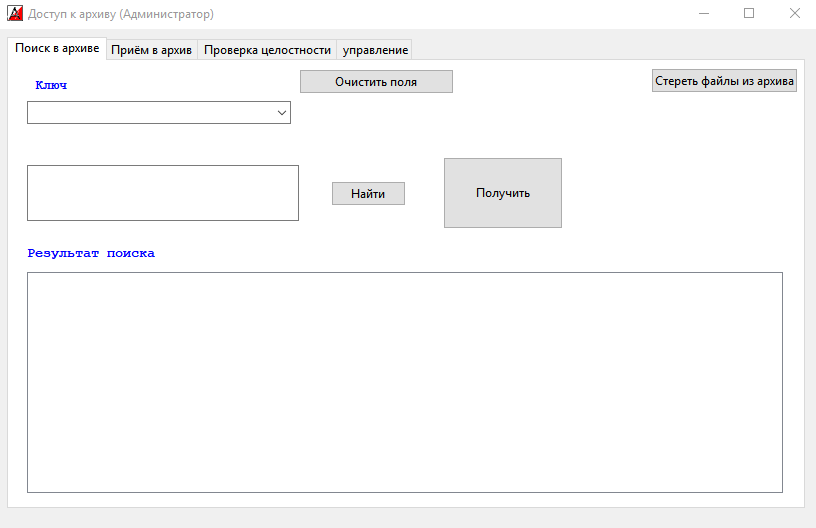 Доступ к архиву (Администратор)
Поиск в архиве Приём в архив Проверка целостности управление
Ключ
Очистить поля
Стереть файлы из архива
Найти
Получить
Результат поиска